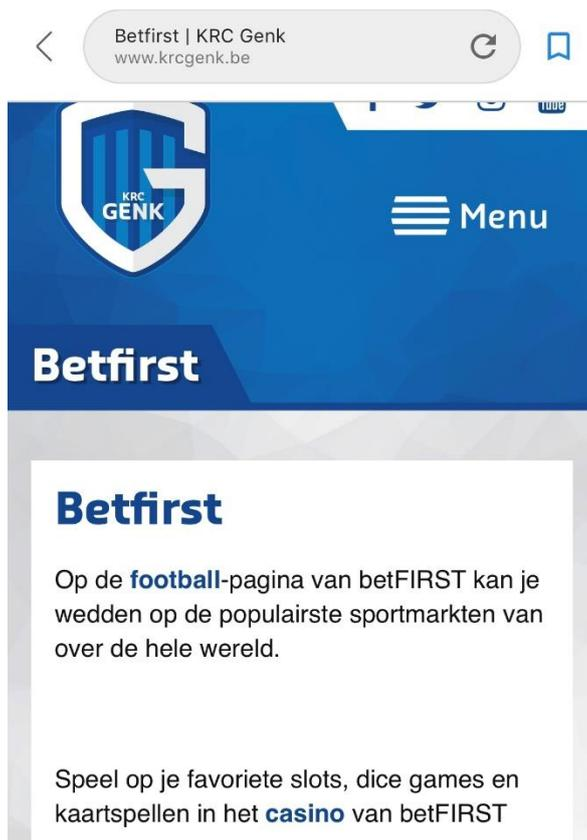 Betfirst | KRC Genk
www.krcgenk.be
KRC
GENK
Menu
Betfirst
Betfirst
Op de football-pagina van betFIRST kan je
wedden op de populairste sportmarkten van
over de hele wereld.
Speel op je favoriete slots, dice games en
kaartspellen in het casino van betFIRST